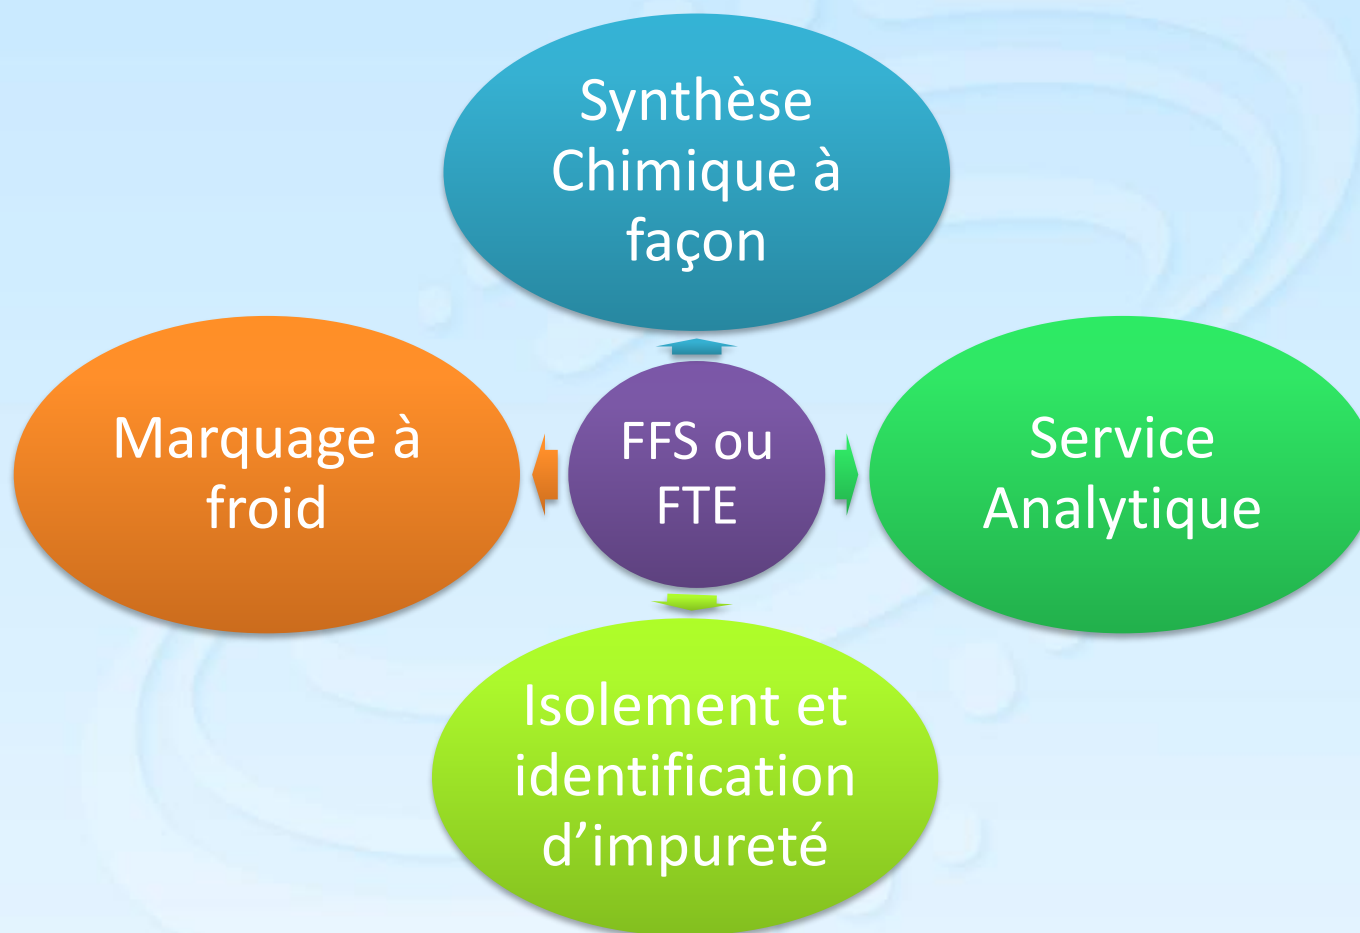 Synthèse
Chimique à
façon
Marquage à
froid
FFS ou
FTE
Service
Analytique
Isolement et
identification
d’impureté